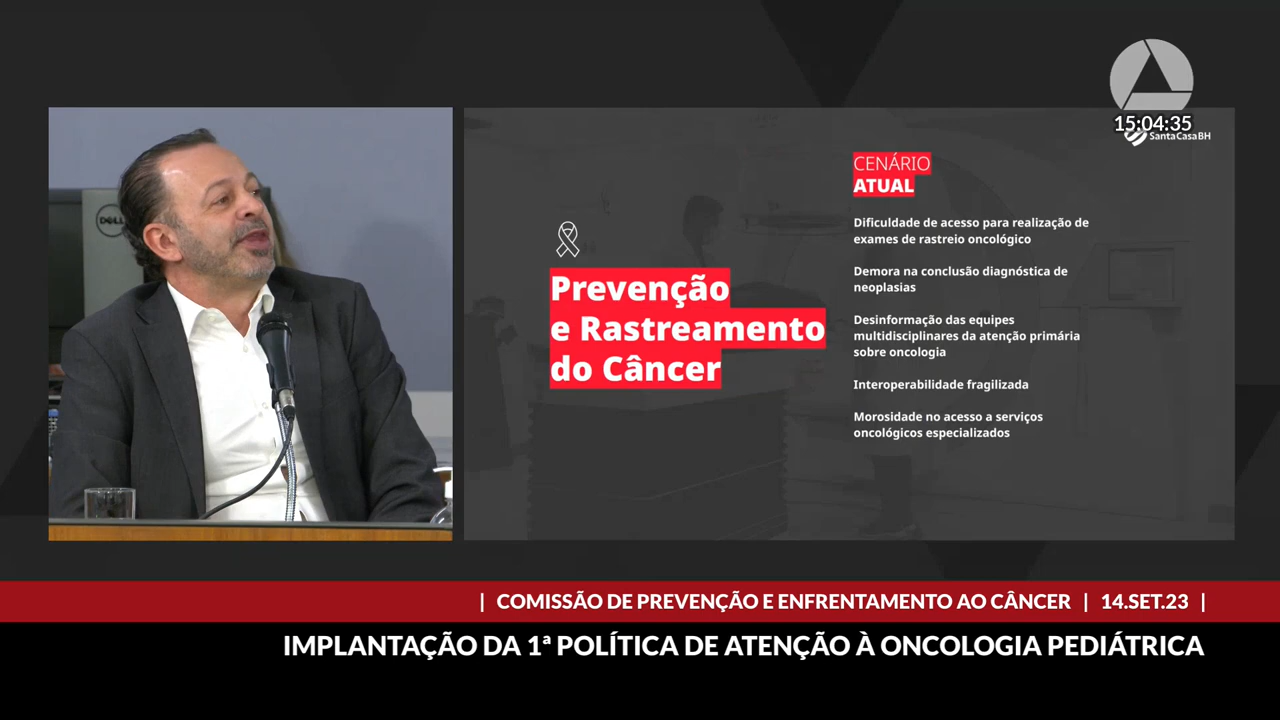 15:04:35
SantaCasaBH
DELL
CENÁRIO
ATUAL
Dificuldade de acesso para realização de
exames de rastreio oncológico
Demora na conclusão diagnóstica de
neoplasias
Desinformação das equipes
multidisciplinares da atenção primária
sobre oncologia
Interoperabilidade fragilizada
Morosidade no acesso a serviços
oncológicos especializados
Prevenção
e Rastreamento
do Câncer
| COMISSÃO DE PREVENÇÃO E ENFRENTAMENTO AO CÂNCER | 14.SET.23 |
IMPLANTAÇÃO DA 1ª POLÍTICA DE ATENÇÃO À ONCOLOGIA PEDIÁTRICA